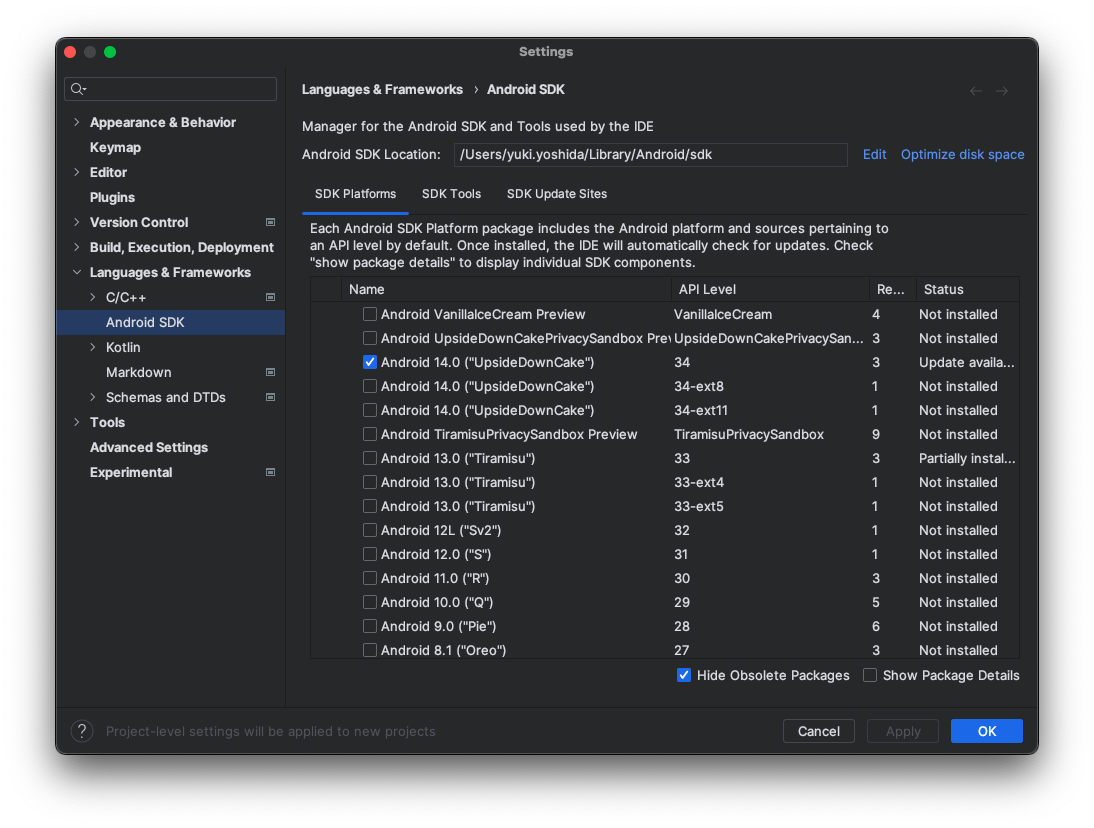 Settings
Languages & Frameworks › Android SDK
Appearance & Behavior
Keymap
Editor
Plugins
Version Control
Build, Execution, Deployment
Languages & Frameworks
C/C++
Android SDK
Kotlin
Markdown
Schemas and DTDs
Tools
Advanced Settings
Experimental
Manager for the Android SDK and Tools used by the IDE
Android SDK Location: /Users/yuki.yoshida/Library/Android/sdk Edit Optimize disk space
SDK Platforms SDK Tools SDK Update Sites
Each Android SDK Platform package includes the Android platform and sources pertaining to
an API level by default. Once installed, the IDE will automatically check for updates. Check
"show package details" to display individual SDK components.
Name API Level Re... Status
Android VanillaIceCream Preview VanillaIceCream 4 Not installed
Android UpsideDownCakePrivacySandbox Prev UpsideDownCakePrivacySan... 3 Not installed
Android 14.0 ("UpsideDownCake") 34 3 Update availa...
Android 14.0 ("UpsideDownCake") 34-ext8 1 Not installed
Android 14.0 ("UpsideDownCake") 34-ext11 1 Not installed
Android TiramisuPrivacySandbox Preview TiramisuPrivacySandbox 9 Not installed
Android 13.0 ("Tiramisu") 33 3 Partially instal...
Android 13.0 ("Tiramisu") 33-ext4 1 Not installed
Android 13.0 ("Tiramisu") 33-ext5 1 Not installed
Android 12L ("Sv2") 32 1 Not installed
Android 12.0 ("S") 31 1 Not installed
Android 11.0 ("R") 30 3 Not installed
Android 10.0 ("Q") 29 5 Not installed
Android 9.0 ("Pie") 28 6 Not installed
Android 8.1 ("Oreo") 27 3 Not installed
Hide Obsolete Packages Show Package Details
? Project-level settings will be applied to new projects
Cancel Apply OK